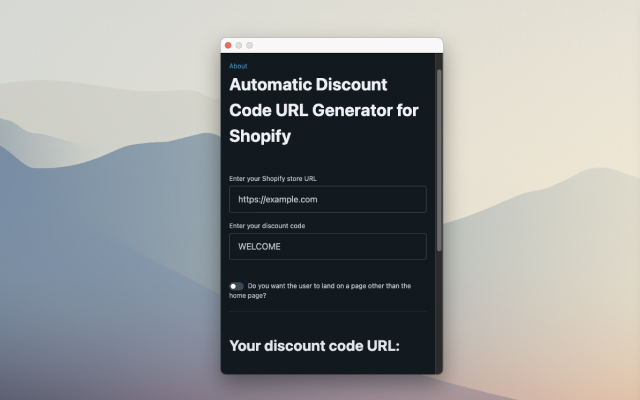 About
Automatic Discount
Code URL Generator for
Shopify
Enter your Shopify store URL
https://example.com
Enter your discount code
WELCOME
Do you want the user to land on a page other than the
home page?
Your discount code URL: